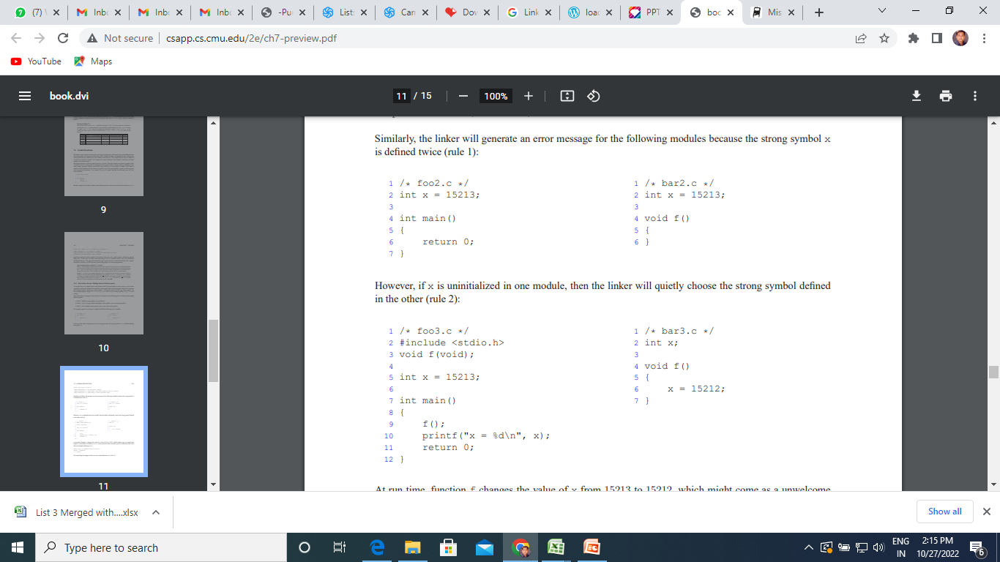 (7) \
Inbo
Inbo
Inbo
-Pu
List
Can
Dov
Link
loac
PPT
boc
Mis
Not secure
csapp.cs.cmu.edu/2e/ch7-preview.pdf
YouTube
Maps
book.dvi
11 / 15
100%
9
10
11
Similarly, the linker will generate an error message for the following modules because the strong symbol x
is defined twice (rule 1):
1 /* foo2.c */
2 int x = 15213;
3
4 int main()
5 {
6 return 0;
7 }
1 /* bar2.c */
2 int x = 15213;
3
4 void f()
5 {
6 }
However, if x is uninitialized in one module, then the linker will quietly choose the strong symbol defined
in the other (rule 2):
1 /* foo3.c */
2 #include <stdio.h>
3 void f(void);
4
5 int x = 15213;
6
7 int main()
8 {
9 f();
10 printf("x = %d\n", x);
11 return 0;
12 }
1 /* bar3.c */
2 int x;
3
4 void f()
5 {
6 x = 15212;
7 }
At run time, function f changes the value of x from 15213 to 15212, which might come as a unwelcome
List 3 Merged with....xlsx
Show all
Type here to search
ENG
IN
2:15 PM
10/27/2022
6